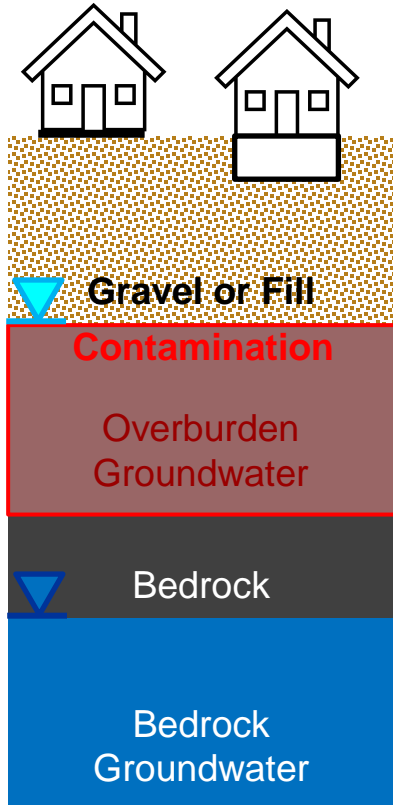 Gravel or Fill
Contamination
Overburden
Groundwater
Bedrock
Bedrock
Groundwater